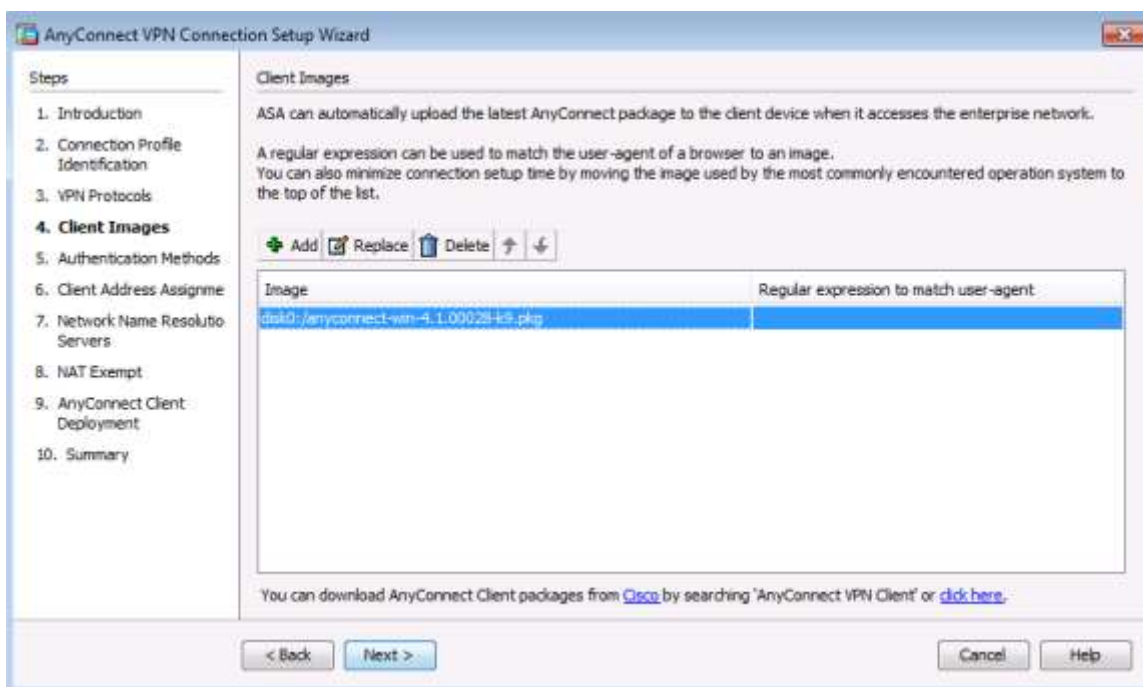 AnyConnect VPN Connection Setup Wizard
Steps
1. Introduction
2. Connection Profile
Identification
3. VPN Protocols
4. Client Images
5. Authentication Methods
6. Client Address Assignme
7. Network Name Resolutio
Servers
8. NAT Exempt
9. AnyConnect Client
Deployment
10. Summary
Client Images
ASA can automatically upload the latest AnyConnect package to the client device when it accesses the enterprise network.
A regular expression can be used to match the user-agent of a browser to an image.
You can also minimize connection setup time by moving the image used by the most commonly encountered operation system to
the top of the list.
Add Replace Delete
Image Regular expression to match user-agent
disk0:/anyconnect-win-4.1.00028-k9.pkg
You can download AnyConnect Client packages from Cisco by searching 'AnyConnect VPN Client' or click here.
< Back Next > Cancel Help